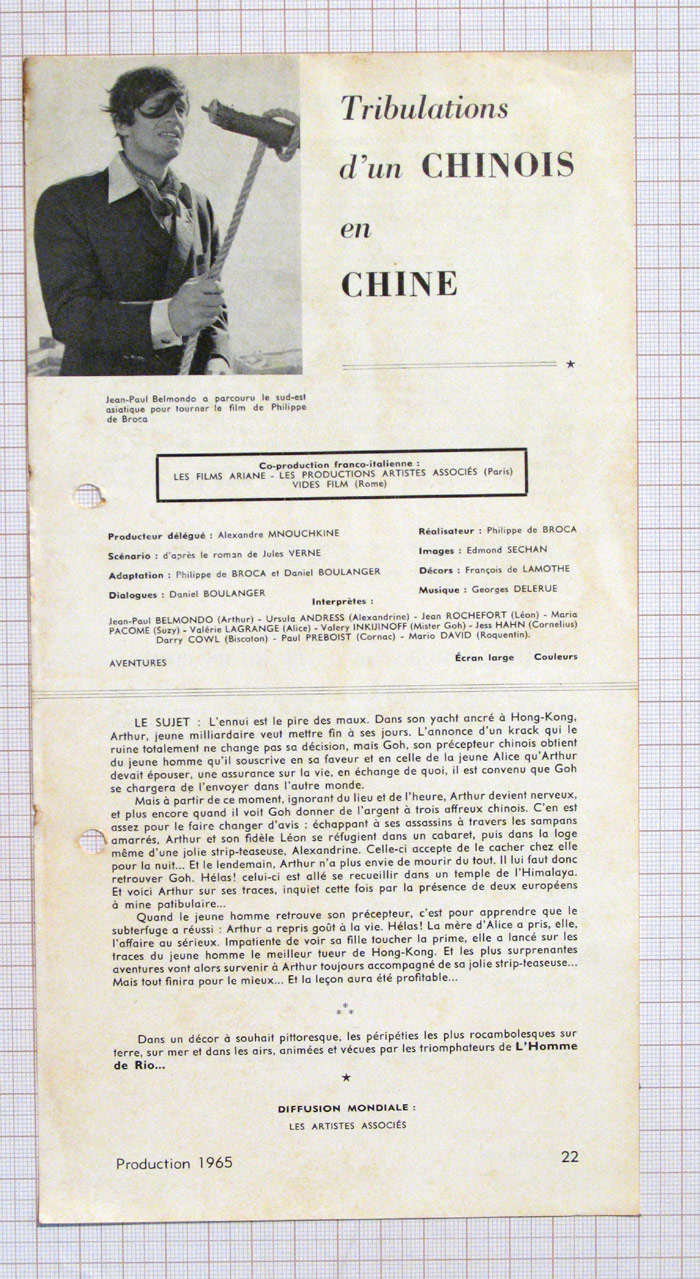 Tribulations
d'un CHINOIS
en
CHINE
Jean-Paul Belmondo a parcouru le sud-est
asiatique pour tourner le film de Philippe
de Broca
Co-production franco-italienne :
LES FILMS ARIANE - LES PRODUCTIONS ARTISTES ASSOCIÉS (Paris)
VIDES FILM (Rome)
Producteur délégué : Alexandre MNOUCHKINE
Scénario : d'après le roman de Jules VERNE
Adaptation : Philippe de BROCA et Daniel BOULANGER
Dialogues : Daniel BOULANGER
Réalisateur : Philippe de BROCA
Images : Edmond SECHAN
Décors : François de LAMOTHE
Musique : Georges DELERUE
Interprètes :
Jean-Paul BELMONDO (Arthur) - Ursula ANDRESS (Alexandrine) - Jean ROCHEFORT (Léon) - Maria
PACOME (Suzy) - Valérie LAGRANGE (Alice) - Valery INKIJINOFF (Mister Goh) - Jess HAHN (Cornelius)
Darry COWL (Biscoton) - Paul PREBOIST (Cornac) - Mario DAVID (Roquentin).
AVENTURES
Écran large Couleurs
LE SUJET : L'ennui est le pire des maux. Dans son yacht ancré à Hong-Kong,
Arthur, jeune milliardaire veut mettre fin à ses jours. L'annonce d'un krack qui le
ruine totalement ne change pas sa décision, mais Goh, son précepteur chinois obtient
du jeune homme qu'il souscrive en sa faveur et en celle de la jeune Alice qu'Arthur
devait épouser, une assurance sur la vie, en échange de quoi, il est convenu que Goh
se chargera de l'envoyer dans l'autre monde.
Mais à partir de ce moment, ignorant du lieu et de l'heure, Arthur devient nerveux,
et plus encore quand il voit Goh donner de l'argent à trois affreux chinois. C'en est
assez pour le faire changer d'avis : échappant à ses assassins à travers les sampans
amarrés, Arthur et son fidèle Léon se réfugient dans un cabaret, puis dans la loge
même d'une jolie strip-teaseuse, Alexandrine. Celle-ci accepte de le cacher chez elle
pour la nuit... Et le lendemain, Arthur n'a plus envie de mourir du tout. Il lui faut donc
retrouver Goh. Hélas! celui-ci est allé se recueillir dans un temple de l'Himalaya.
Et voici Arthur sur ses traces, inquiet cette fois par la présence de deux européens
à mine patibulaire...
Quand le jeune homme retrouve son précepteur, c'est pour apprendre que le
subterfuge a réussi : Arthur a repris goût à la vie. Hélas! La mère d'Alice a pris, elle,
l'affaire au sérieux. Impatiente de voir sa fille toucher la prime, elle a lancé sur les
traces du jeune homme le meilleur tueur de Hong-Kong. Et les plus surprenantes
aventures vont alors survenir à Arthur toujours accompagné de sa jolie strip-teaseuse...
Mais tout finira pour le mieux... Et la leçon aura été profitable...
Dans un décor à souhait pittoresque, les péripéties les plus rocambolesques sur
terre, sur mer et dans les airs, animées et vécues par les triomphateurs de L'Homme
de Rio...
DIFFUSION MONDIALE :
LES ARTISTES ASSOCIÉS
Production 1965
22